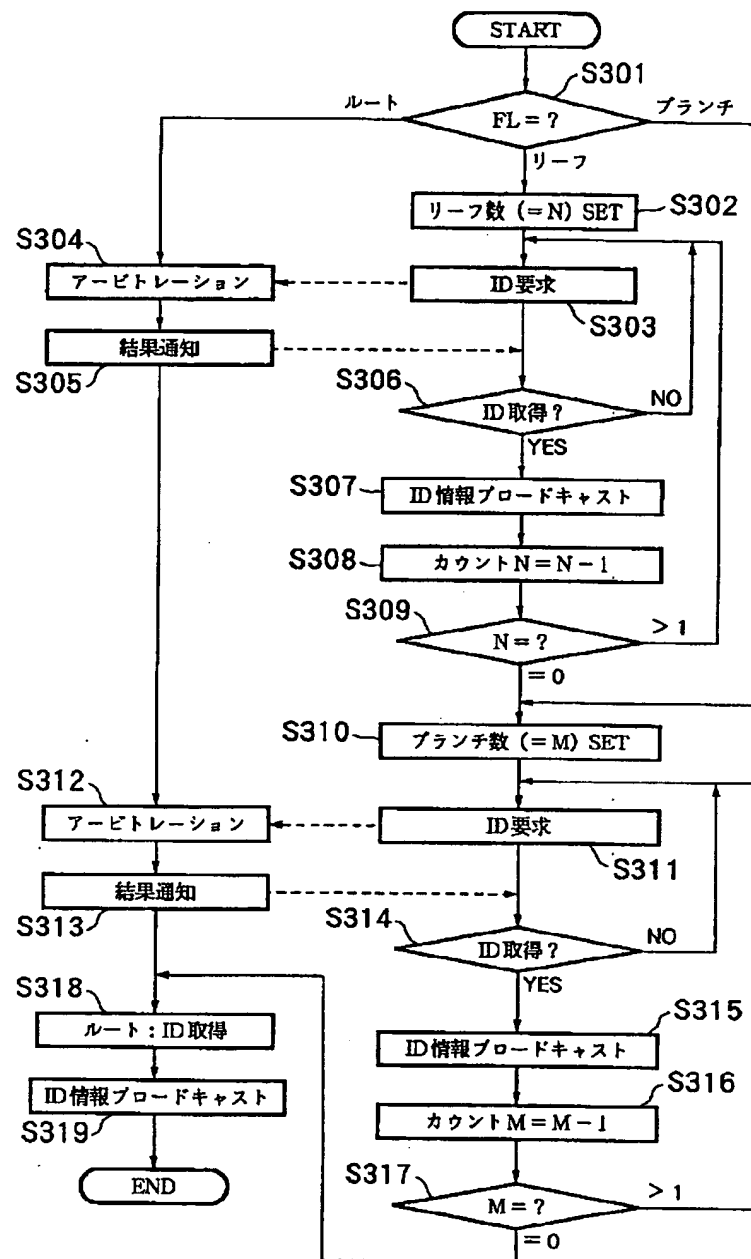 START
S301
ルート
FL = ?
ブランチ
リーフ
リーフ数 (=N) SET
S302
S304
アービトレーション
ID要求
S303
結果通知
S305
S306
ID取得?
NO
YES
S307
ID情報ブロードキャスト
S308
カウントN=N-1
S309
N = ?
> 1
= 0
S310
ブランチ数 (=M) SET
S312
アービトレーション
ID要求
S311
結果通知
S313
S314
ID取得?
NO
YES
S318
ルート:ID取得
S315
ID情報ブロードキャスト
ID情報ブロードキャスト
S319
S316
カウントM=M-1
END
S317
M = ?
> 1
= 0